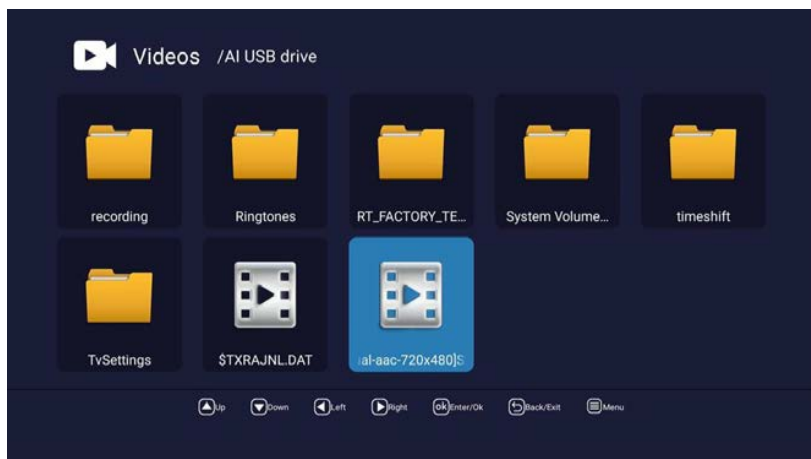 Videos /AI USB drive
recording Ringtones RT_FACTORY_TE... System Volume... timeshift
TvSettings $TXRAJNL.DAT al-aac-720x480]S
Up Down Left Right ok Enter/Ok Back/Exit Menu